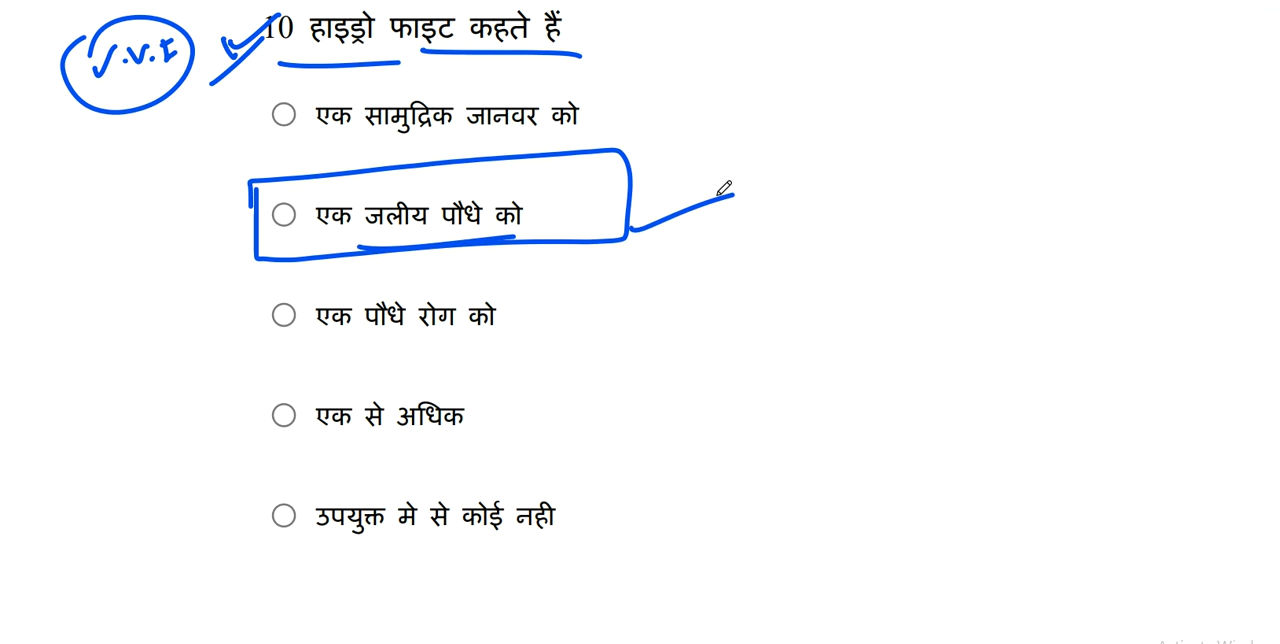 V.V.I
10 हाइड्रो फाइट कहते हैं
एक सामुद्रिक जानवर को
एक जलीय पौधे को
एक पौधे रोग को
एक से अधिक
उपयुक्त मे से कोई नही